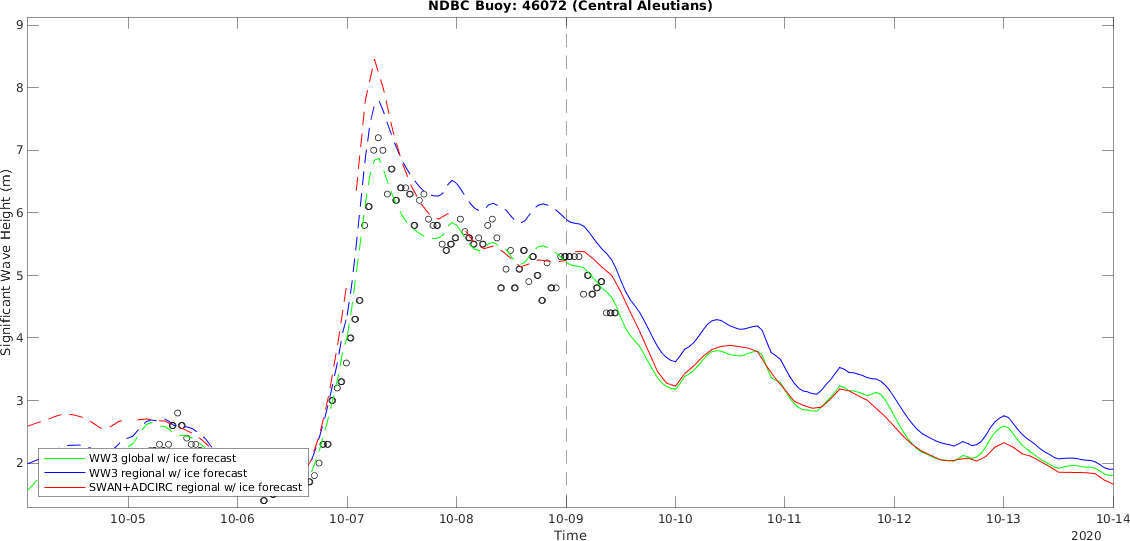 NDBC Buoy: 46072 (Central Aleutians)
Significant Wave Height (m)
9
8
7
6
5
4
3
2
WW3 global w/ ice forecast
WW3 regional w/ ice forecast
SWAN+ADCIRC regional w/ ice forecast
10-05 10-06 10-07 10-08 10-09 10-10 10-11 10-12 10-13 10-14
Time
2020